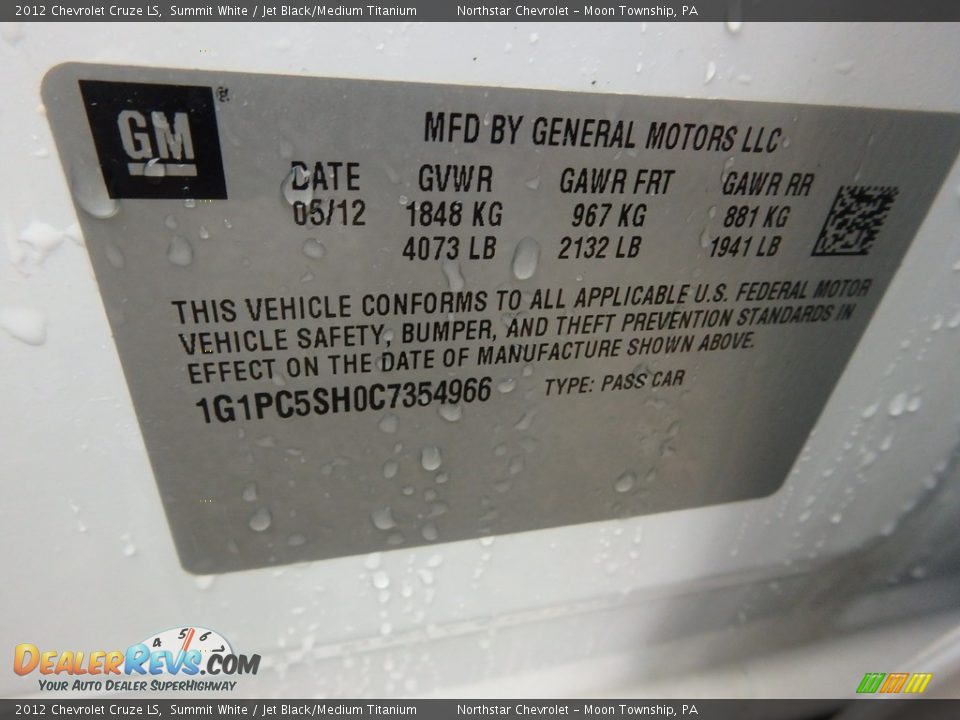 2012 Chevrolet Cruze LS, Summit White / Jet Black/Medium Titanium Northstar Chevrolet - Moon Township, PA
GM®
MFD BY GENERAL MOTORS LLC
DATE GVWR GAWR FRT GAWR RR
05/12 1848 KG 967 KG 881 KG
4073 LB 2132 LB 1941 LB
THIS VEHICLE CONFORMS TO ALL APPLICABLE U.S. FEDERAL MOTOR
VEHICLE SAFETY, BUMPER, AND THEFT PREVENTION STANDARDS IN
EFFECT ON THE DATE OF MANUFACTURE SHOWN ABOVE.
1G1PC5SH0C7354966 TYPE: PASS CAR
4 5 6
DealerRevs.com
Your Auto Dealer SuperHighway
2012 Chevrolet Cruze LS, Summit White / Jet Black/Medium Titanium Northstar Chevrolet - Moon Township, PA